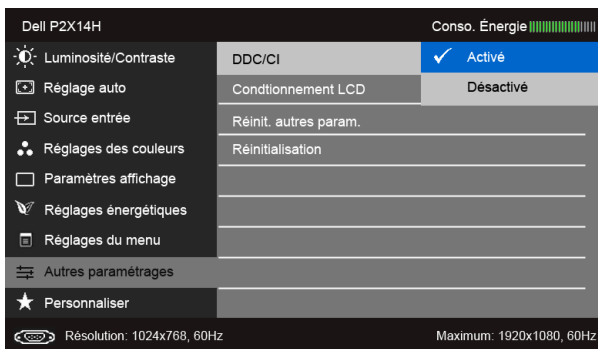 Dell P2X14H Conso. Énergie
Luminosité/Contraste DDC/CI Activé
Réglage auto Condtionnement LCD Désactivé
Source entrée Réinit. autres param.
Réglages des couleurs Réinitialisation
Paramètres affichage
Réglages énergétiques
Réglages du menu
Autres paramétrages
Personnaliser
Résolution: 1024x768, 60Hz Maximum: 1920x1080, 60Hz